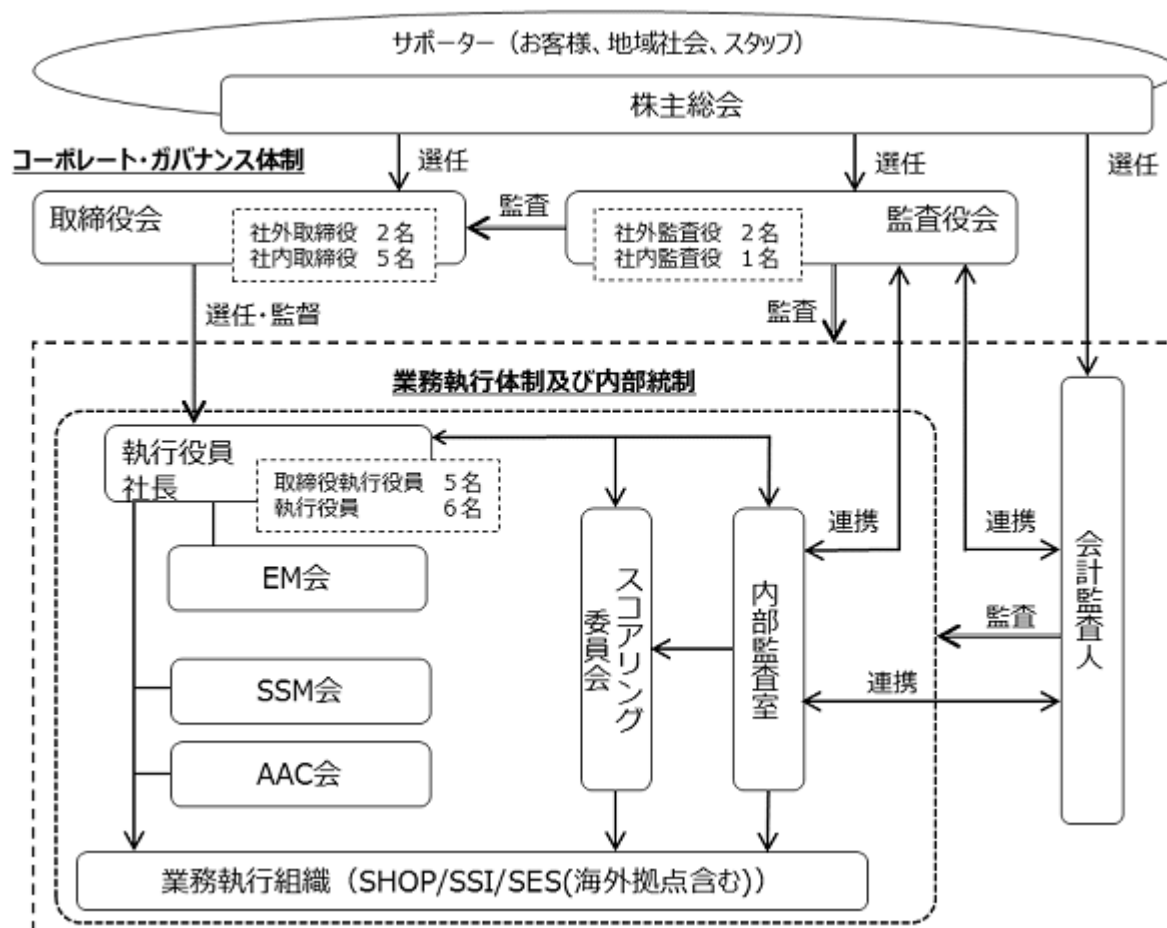 サポーター（お客様、地域社会、スタッフ）
株主総会
コーポレート・ガバナンス体制
選任
選任
選任
取締役会
社外取締役 2名
社内取締役 5名
監査
社外監査役 2名
社内監査役 1名
監査役会
選任・監督
監査
業務執行体制及び内部統制
執行役員
社長
取締役執行役員 5名
執行役員 6名
連携
連携
EM会
スコアリング
委員会
内部監査室
会計監査人
監査
SSM会
連携
AAC会
業務執行組織（SHOP/SSI/SES(海外拠点含む)）